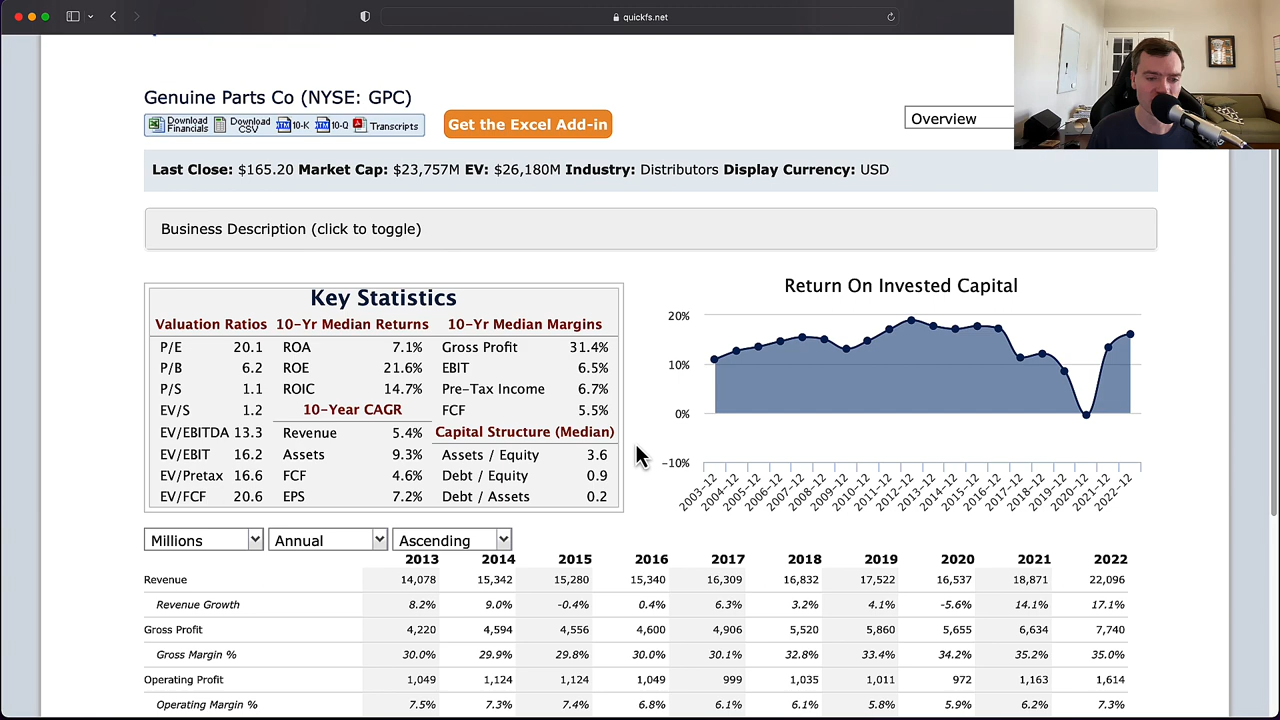 quickfs.net
Genuine Parts Co (NYSE: GPC)
Download Financials Download CSV 10-K 10-Q Transcripts
Get the Excel Add-in
Overview
Last Close: $165.20 Market Cap: $23,757M EV: $26,180M Industry: Distributors Display Currency: USD
Business Description (click to toggle)
Key Statistics
Valuation Ratios 10-Yr Median Returns 10-Yr Median Margins
P/E 20.1 ROA 7.1% Gross Profit 31.4%
P/B 6.2 ROE 21.6% EBIT 6.5%
P/S 1.1 ROIC 14.7% Pre-Tax Income 6.7%
EV/S 1.2 10-Year CAGR FCF 5.5%
EV/EBITDA 13.3 Revenue 5.4% Capital Structure (Median)
EV/EBIT 16.2 Assets 9.3% Assets / Equity 3.6
EV/Pretax 16.6 FCF 4.6% Debt / Equity 0.9
EV/FCF 20.6 EPS 7.2% Debt / Assets 0.2
Return On Invested Capital
20%
10%
0%
-10%
2003-12 2004-12 2005-12 2006-12 2007-12 2008-12 2009-12 2010-12 2011-12 2012-12 2013-12 2014-12 2015-12 2016-12 2017-12 2018-12 2019-12 2020-12 2021-12 2022-12
Millions Annual Ascending
2013 2014 2015 2016 2017 2018 2019 2020 2021 2022
Revenue 14,078 15,342 15,280 15,340 16,309 16,832 17,522 16,537 18,871 22,096
Revenue Growth 8.2% 9.0% -0.4% 0.4% 6.3% 3.2% 4.1% -5.6% 14.1% 17.1%
Gross Profit 4,220 4,594 4,556 4,600 4,906 5,520 5,860 5,655 6,634 7,740
Gross Margin % 30.0% 29.9% 29.8% 30.0% 30.1% 32.8% 33.4% 34.2% 35.2% 35.0%
Operating Profit 1,049 1,124 1,124 1,049 999 1,035 1,011 972 1,163 1,614
Operating Margin % 7.5% 7.3% 7.4% 6.8% 6.1% 6.1% 5.8% 5.9% 6.2% 7.3%